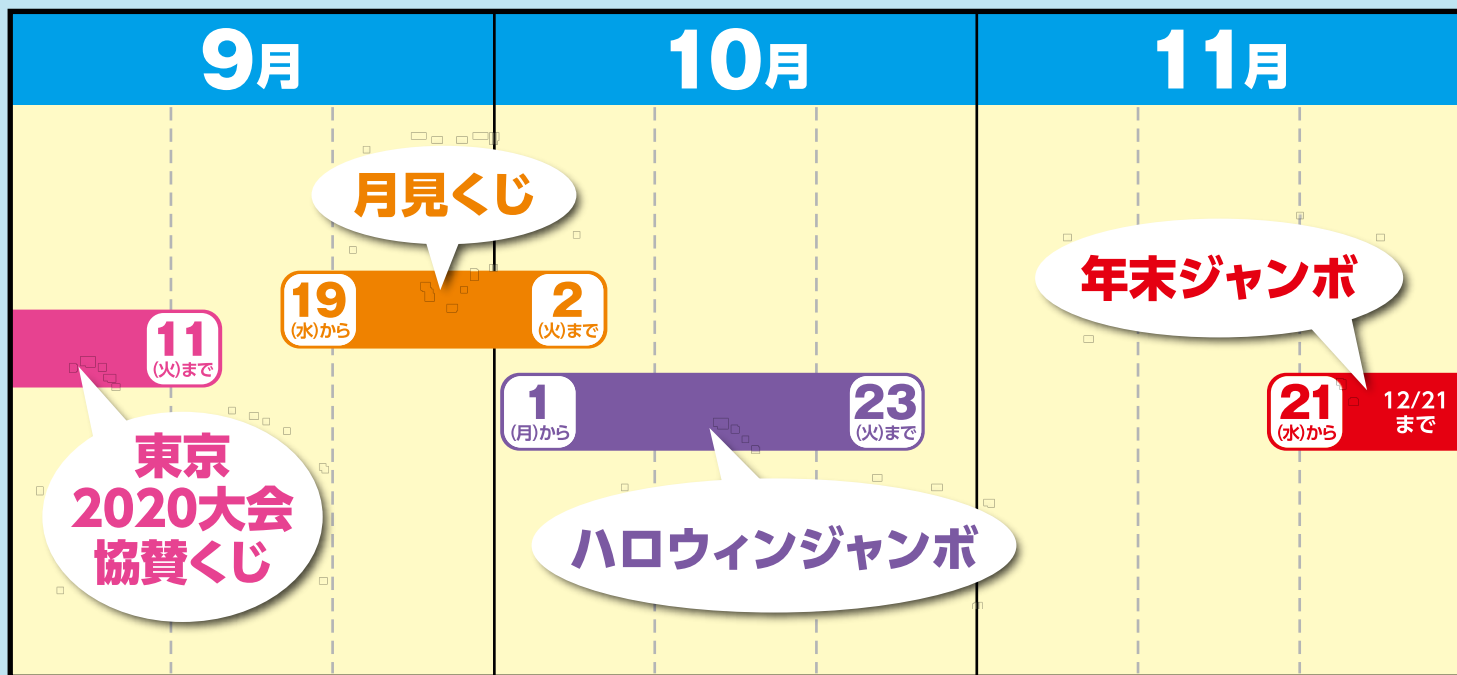 9月
10月
11月
月見くじ
19
(水)から
2
(火)まで
年末ジャンボ
11
(火)まで
東京
2020大会
協賛くじ
1
(月)から
23
(火)まで
ハロウィンジャンボ
21
(水)から
12/21
まで